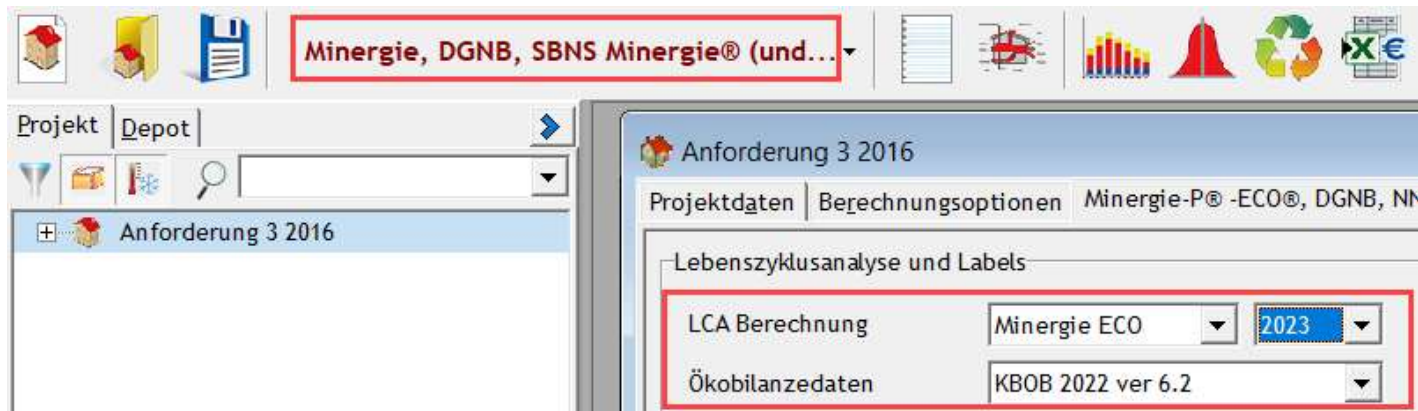 Minergie, DGNB, SBNS Minergie® (und...
Projekt Depot
Anforderung 3 2016
Anforderung 3 2016
Projektdaten Berechnungsoptionen Minergie-P® -ECO®, DGNB, NN
Lebenszyklusanalyse und Labels
LCA Berechnung Minergie ECO 2023
Ökobilanzedaten KBOB 2022 ver 6.2